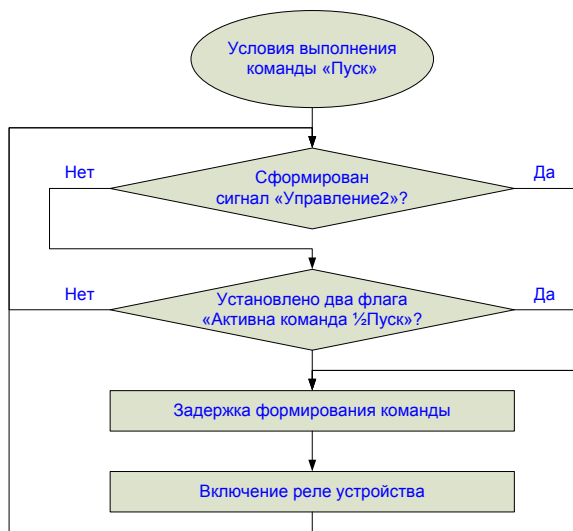 Условия выполнения
команды «Пуск»
Нет
Да
Сформирован
сигнал «Управление2»?
Нет
Да
Установлено два флага
«Активна команда ½Пуск»?
Задержка формирования команды
Включение реле устройства